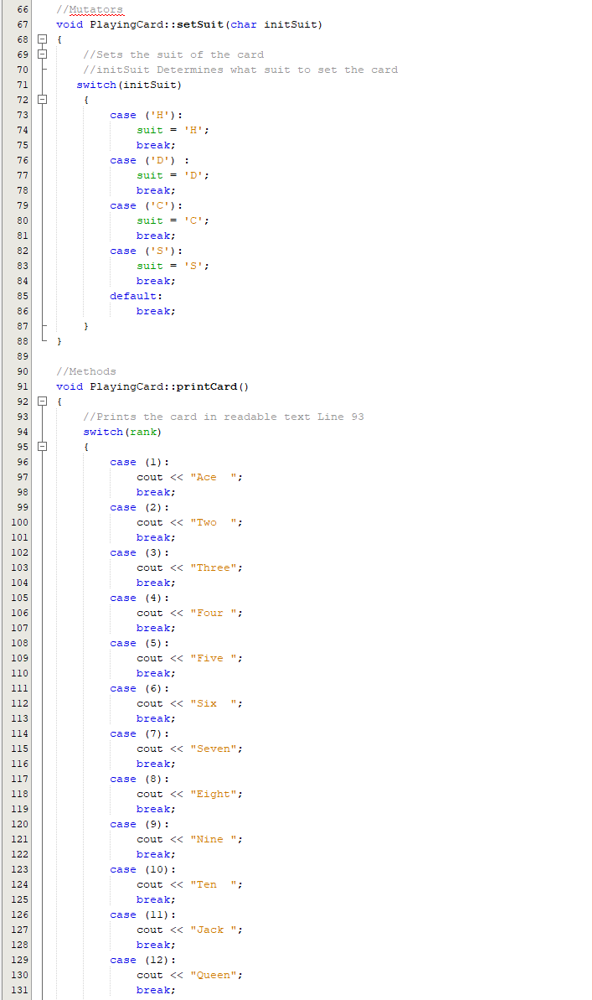 66 //Mutators
67 void PlayingCard::setSuit(char initSuit)
68 {
69 //Sets the suit of the card
70 //initSuit Determines what suit to set the card
71 switch(initSuit)
72 {
73 case ('H'):
74 suit = 'H';
75 break;
76 case ('D') :
77 suit = 'D';
78 break;
79 case ('C'):
80 suit = 'C';
81 break;
82 case ('S'):
83 suit = 'S';
84 break;
85 default:
86 break;
87 }
88 }
89
90 //Methods
91 void PlayingCard::printCard()
92 {
93 //Prints the card in readable text Line 93
94 switch(rank)
95 {
96 case (1):
97 cout << "Ace  ";
98 break;
99 case (2):
100 cout << "Two  ";
101 break;
102 case (3):
103 cout << "Three";
104 break;
105 case (4):
106 cout << "Four ";
107 break;
108 case (5):
109 cout << "Five ";
110 break;
111 case (6):
112 cout << "Six  ";
113 break;
114 case (7):
115 cout << "Seven";
116 break;
117 case (8):
118 cout << "Eight";
119 break;
120 case (9):
121 cout << "Nine ";
122 break;
123 case (10):
124 cout << "Ten  ";
125 break;
126 case (11):
127 cout << "Jack ";
128 break;
129 case (12):
130 cout << "Queen";
131 break;